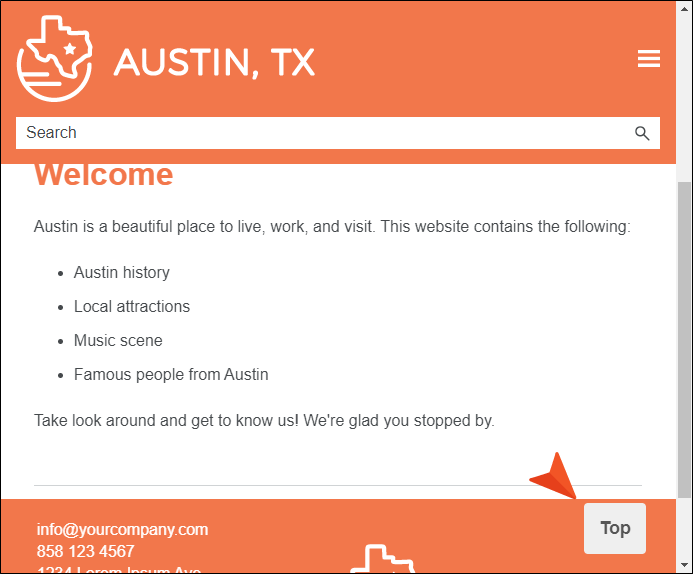 AUSTIN, TX
Search
Welcome
Austin is a beautiful place to live, work, and visit. This website contains the following:
Austin history
Local attractions
Music scene
Famous people from Austin
Take look around and get to know us! We're glad you stopped by.
info@yourcompany.com
Top
858 123 4567
1234 Lorem Ipsum Ave